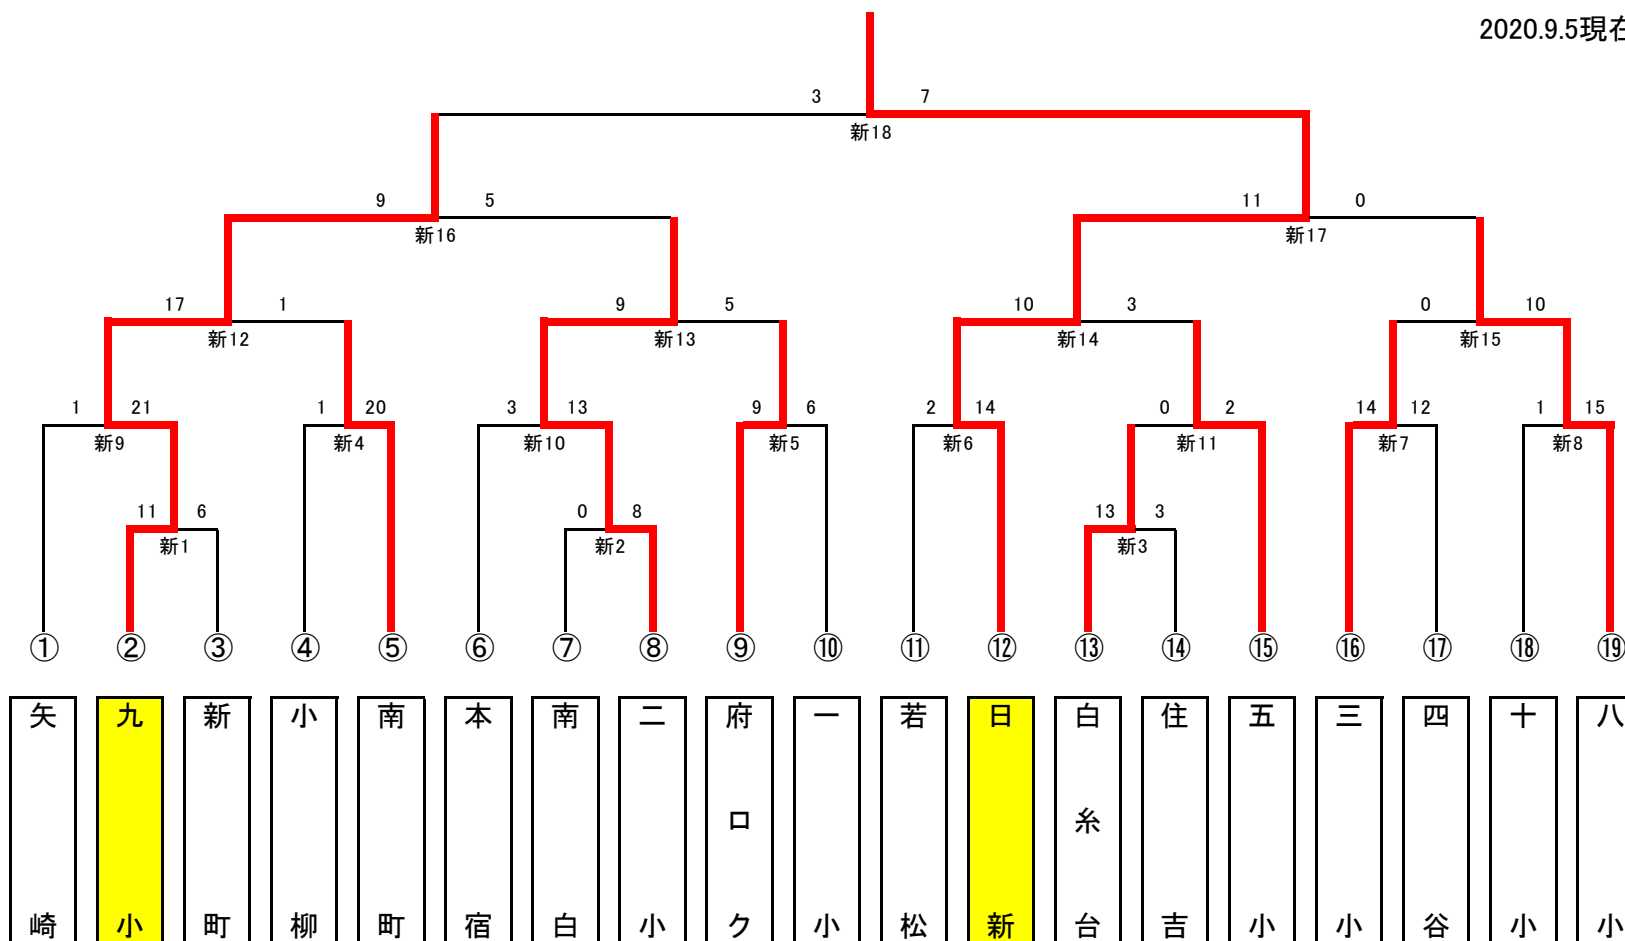 2020.9.5現在
3 7
新18
9 5 11 0
新16 新17
17 1 9 5 10 3 0 10
新12 新13 新14 新15
1 21 1 20 3 13 9 6 2 14 0 2 14 12 1 15
新9 新4 新10 新5 新6 新11 新7 新8
11 6 0 8 13 3
新1 新2 新3
① ② ③ ④ ⑤ ⑥ ⑦ ⑧ ⑨ ⑩ ⑪ ⑫ ⑬ ⑭ ⑮ ⑯ ⑰ ⑱ ⑲
矢崎
九小
新町
小柳
南町
本宿
南白
二小
府ロク
一小
若松
日新
白糸台
住吉
五小
三小
四谷
十小
八小